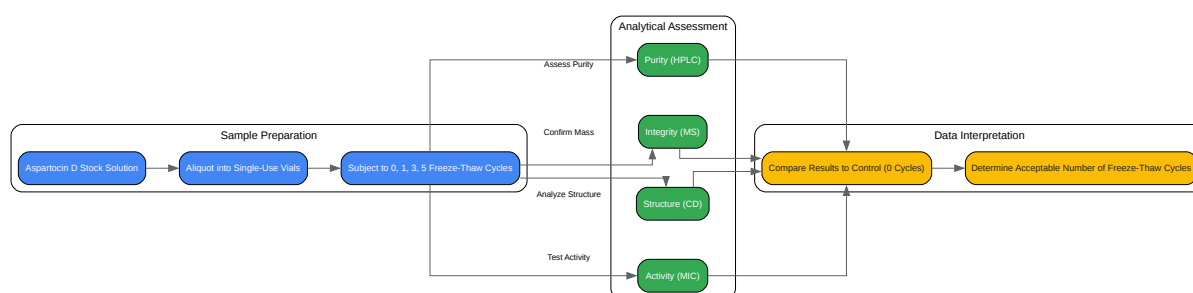 Sample Preparation
Aspartocin D Stock Solution
Aliquot into Single-Use Vials
Subject to 0, 1, 3, 5 Freeze-Thaw Cycles
Assess Purity
Confirm Mass
Analyze Structure
Test Activity
Analytical Assessment
Purity (HPLC)
Integrity (MS)
Structure (CD)
Activity (MIC)
Data Interpretation
Compare Results to Control (0 Cycles)
Determine Acceptable Number of Freeze-Thaw Cycles